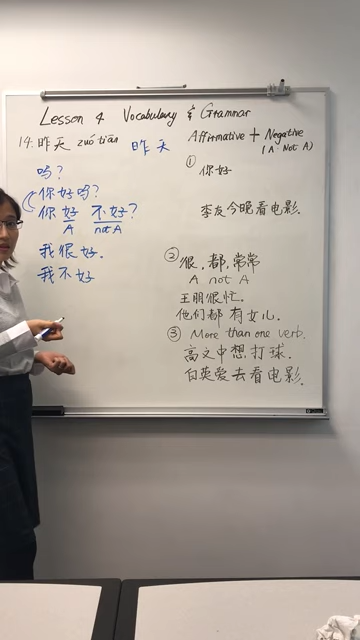 Lesson 4 Vocabulary & Grammar
14. 昨天 zuó tiān 昨天
吗?
你好吗?
你好不好?
A not A
我很好.
我不好
Affirmative + Negative
(A Not A)
① 你好
李友今晚看电影.
② 很,都,常常
A not A
王朋很忙.
他们都有女儿.
③ More than one verb.
高文中想打球.
白英爱去看电影.